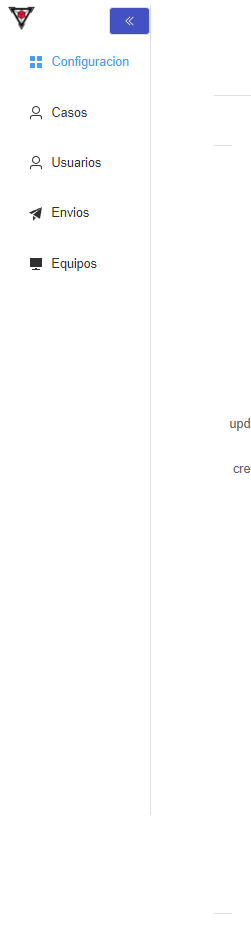 Configuracion
Casos
Usuarios
Envios
Equipos
upd
cre